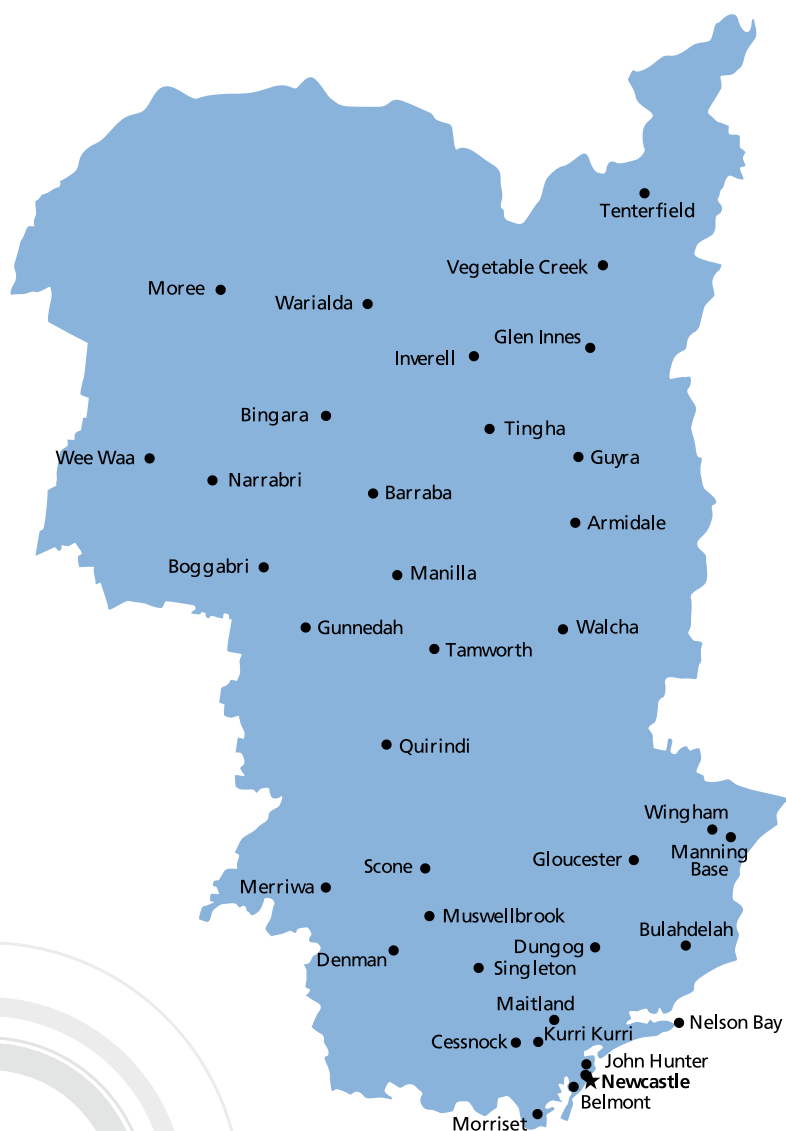 Tenterfield
Vegetable Creek
Moree
Warialda
Glen Innes
Inverell
Bingara
Tingha
Wee Waa
Guyra
Narrabri
Barraba
Armidale
Boggabri
Manilla
Gunnedah
Walcha
Tamworth
Quirindi
Wingham
Manning
Base
Gloucester
Scone
Merriwa
Muswellbrook
Bulahdelah
Dungog
Denman
Singleton
Maitland
Nelson Bay
Kurri Kurri
Cessnock
John Hunter
Newcastle
Belmont
Morriset